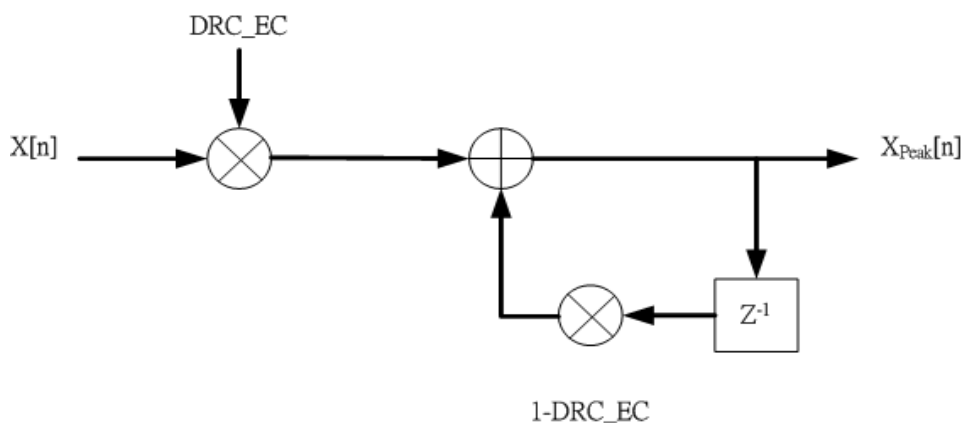 DRC_EC
X[n]
X_Peak[n]
Z⁻¹
1-DRC_EC